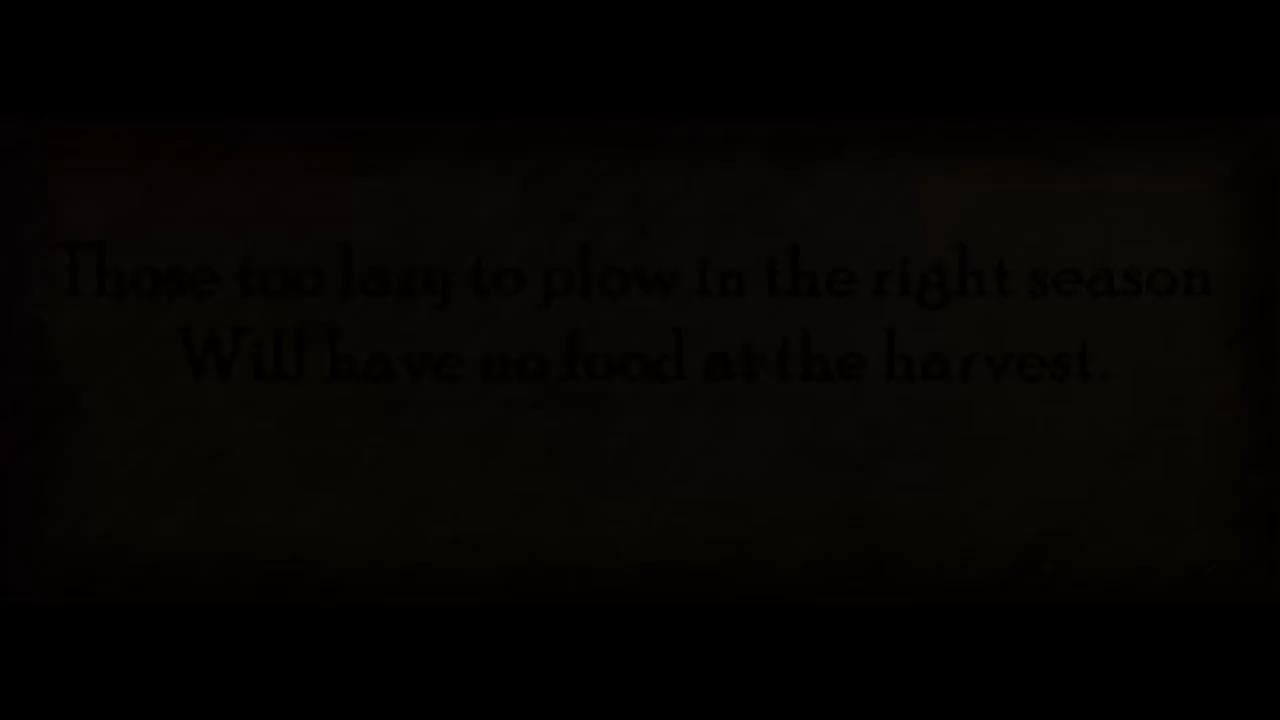 Those too lazy to plow in the right season
Will have no food at the harvest.